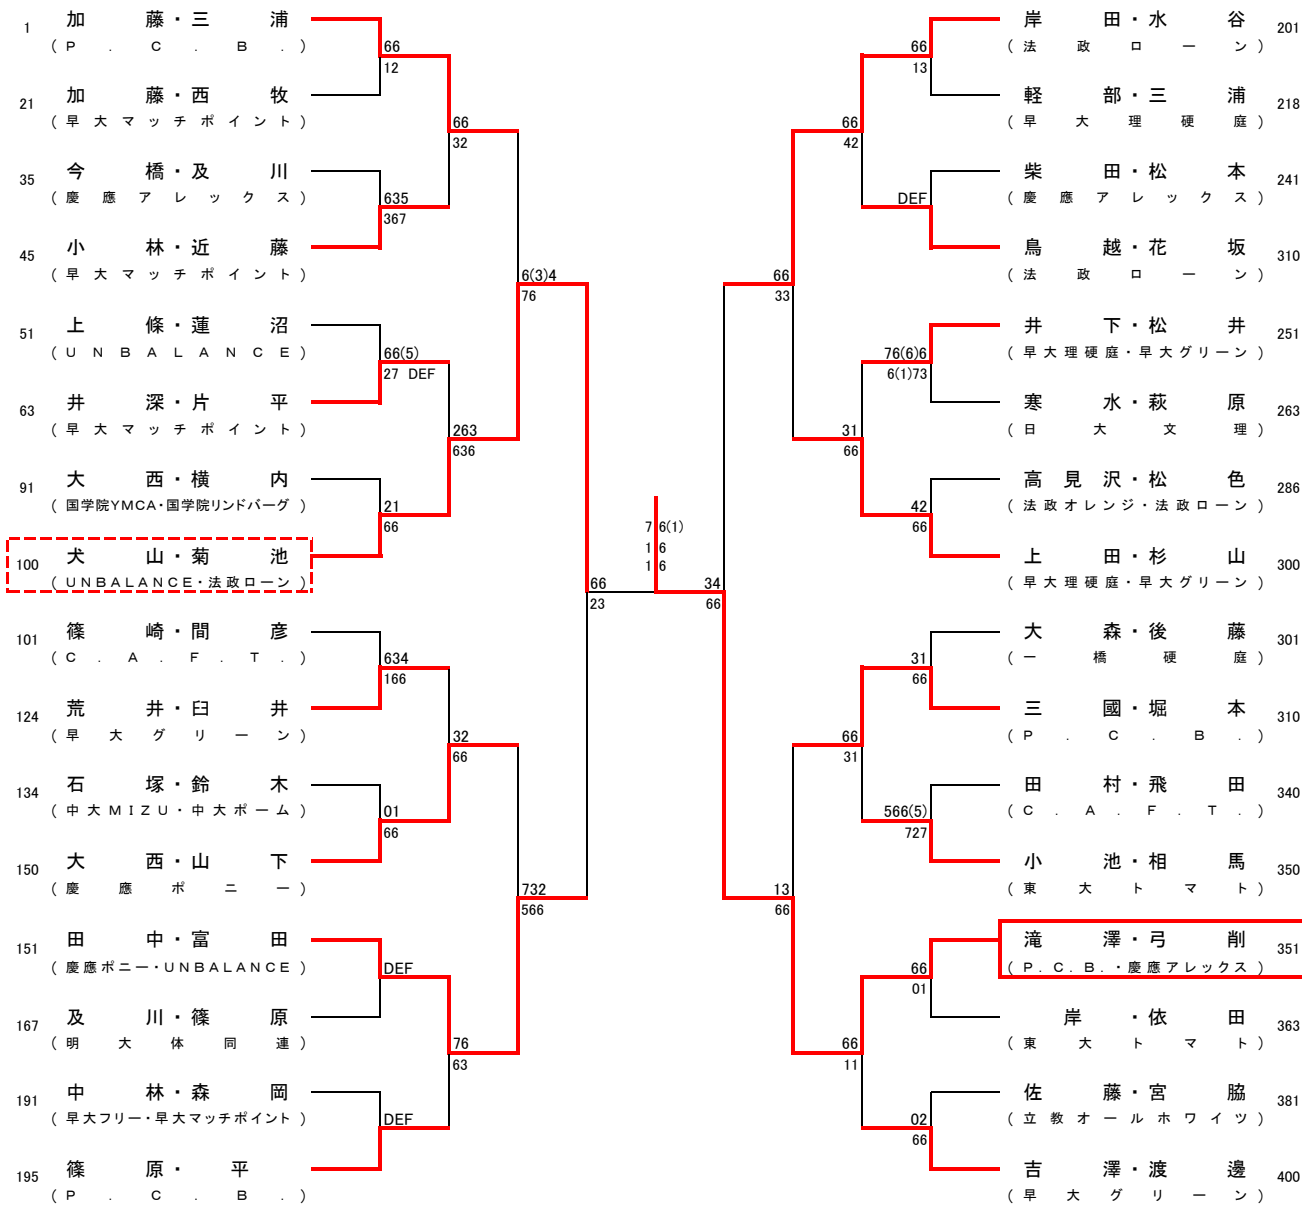 1 加藤・三浦
(P.C.B.)
66
12
21 加藤・西牧
(早大マッチポイント)
66
32
35 今橋・及川
(慶應アレックス)
635
367
45 小林・近藤
(早大マッチポイント)
6(3)4
76
51 上條・蓮沼
(UNBALANCE)
66(5)
27 DEF
63 井深・片平
(早大マッチポイント)
263
636
91 大西・横内
(国学院YMCA・国学院リンドバーグ)
21
66
100 犬山・菊池
(UNBALANCE・法政ローン)
66
23
101 篠崎・間彦
(C.A.F.T.)
634
166
124 荒井・臼井
(早大グリーン)
32
66
134 石塚・鈴木
(中大MIZU・中大ポーム)
01
66
150 大西・山下
(慶應ポニー)
732
566
151 田中・富田
(慶應ポニー・UNBALANCE)
DEF
167 及川・篠原
(明大体同連)
76
63
191 中林・森岡
(早大フリー・早大マッチポイント)
DEF
195 篠原・平
(P.C.B.)
7 6(1)
1 6
1 6
岸田・水谷 201
(法政ローン)
66
13
軽部・三浦 218
(早大理硬庭)
66
42
柴田・松本 241
(慶應アレックス)
DEF
鳥越・花坂 310
(法政ローン)
66
33
井下・松井 251
(早大理硬庭・早大グリーン)
76(6)6
6(1)73
寒水・萩原 263
(日大文理)
31
66
高見沢・松色 286
(法政オレンジ・法政ローン)
42
66
上田・杉山 300
(早大理硬庭・早大グリーン)
34
66
大森・後藤 301
(一橋硬庭)
31
66
三國・堀本 310
(P.C.B.)
66
31
田村・飛田 340
(C.A.F.T.)
566(5)
727
小池・相馬 350
(東大トマト)
13
66
滝澤・弓削 351
(P.C.B.・慶應アレックス)
66
01
岸・依田 363
(東大トマト)
66
11
佐藤・宮脇 381
(立教オールホワイツ)
02
66
吉澤・渡邊 400
(早大グリーン)